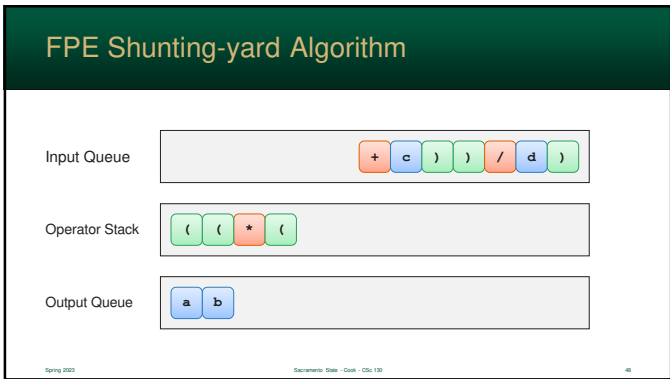 FPE Shunting-yard Algorithm
Input Queue + c ) ) / d )
Operator Stack ( ( * (
Output Queue a b
Spring 2023 Sacramento State - Cook - CSc 130 48